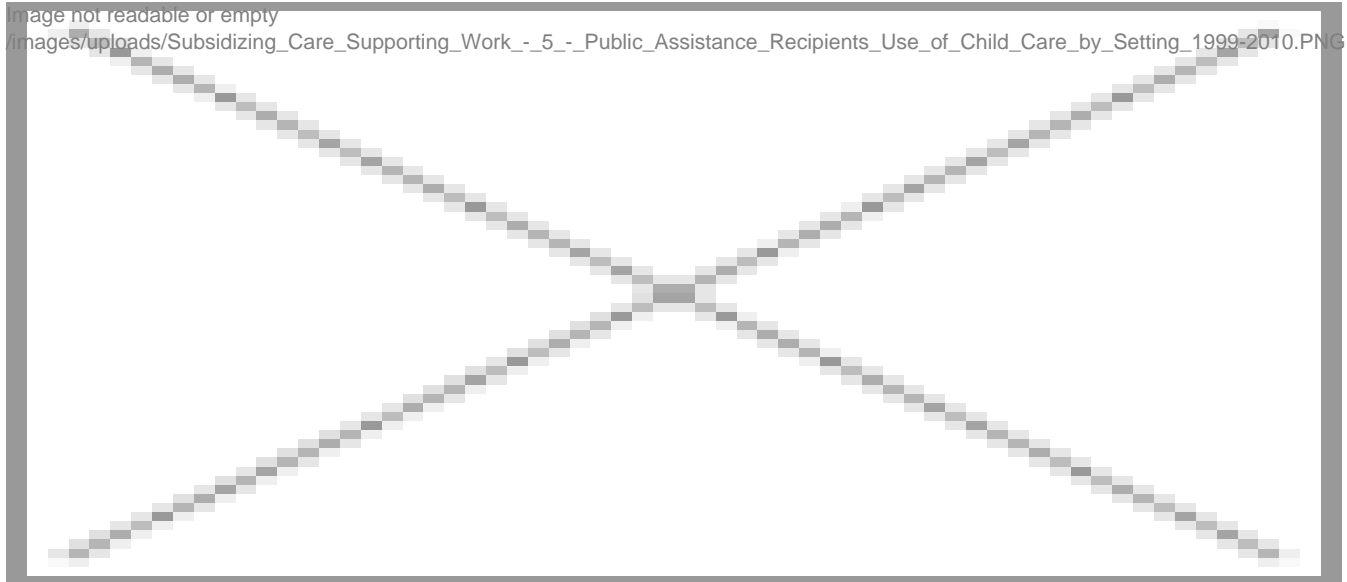 Image not readable or empty
/images/uploads/Subsidizing_Care_Supporting_Work_-_5_-_Public_Assistance_Recipients_Use_of_Child_Care_by_Setting_1999-2010.PNG